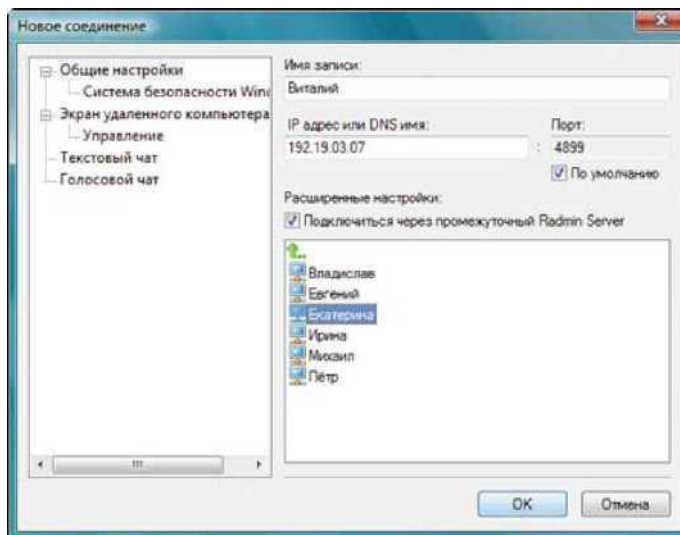 Новое соединение
Общие настройки
Система безопасности Winc
Экран удаленного компьютера
Управление
Текстовый чат
Голосовой чат
Имя записи:
Виталий
IP адрес или DNS имя:
Порт:
192.19.03.07 : 4899
По умолчанию
Расширенные настройки:
Подключиться через промежуточный Radmin Server
Владислав
Евгений
Екатерина
Ирина
Михаил
Пётр
OK
Отмена